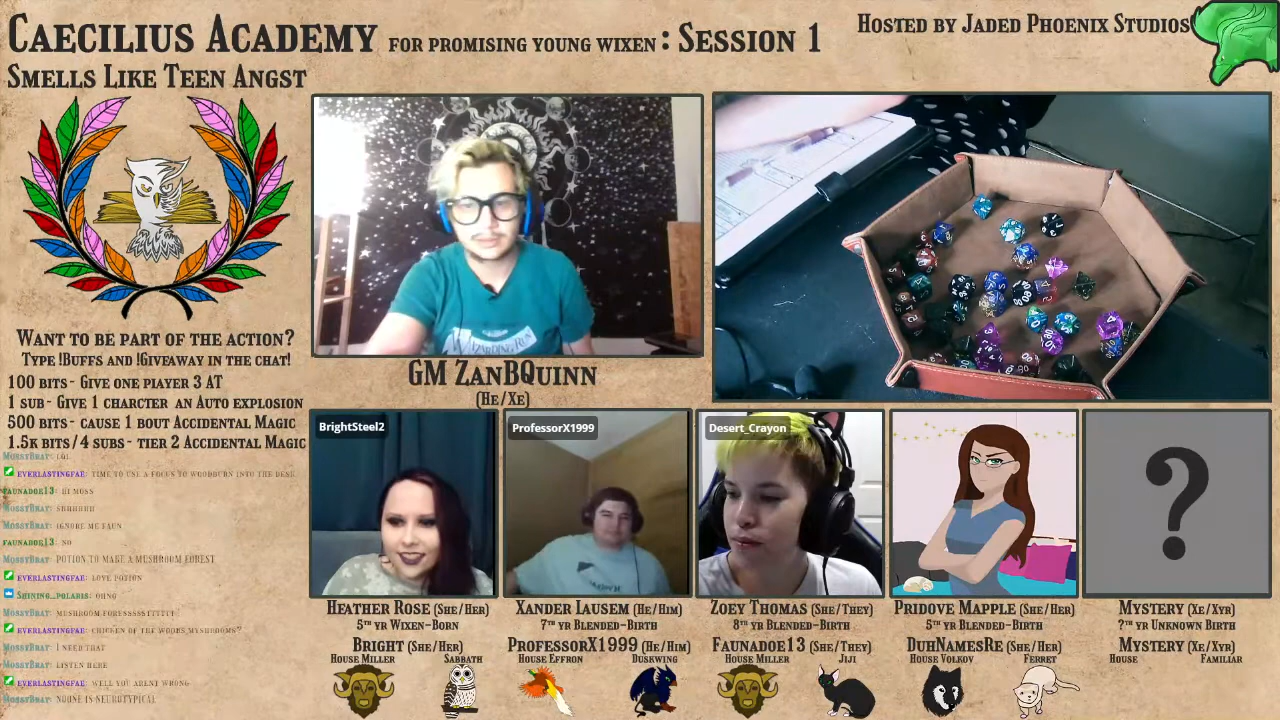 Caecilius Academy for promising young wixen: Session 1
Hosted by Jaded Phoenix Studios
Smells Like Teen Angst
Want to be part of the action?
Type !Buffs and !Giveaway in the chat!
100 bits - Give one player 3 AT
1 sub - Give 1 charcter an Auto explosion
500 bits - cause 1 bout Accidental Magic
1.5k bits/4 subs - tier 2 Accidental Magic
MossyBrat: LOL
everlastingfae: time to use a focus to woodburn into the desk
faunadoe13: hi moss
MossyBrat: shhhhhh
MossyBrat: ignore me faun
faunadoe13: no
MossyBrat: potion to make a mushroom forest
everlastingfae: love potion
Shining_polaris: ohno
MossyBrat:
everlastingfae: chicken of the woods mushrooms?
MossyBrat: I need that
MossyBrat: listen here
everlastingfae: well you arent wrong
MossyBrat: noone is neurotypical
GM ZanBQuinn
(He/Xe)
BrightSteel2
ProfessorX1999
Desert_Crayon
?
Heather Rose (She/Her)
5th yr Wixen-Born
Bright (She/Her)
House Miller
Sabbath
Xander Lausem (He/Him)
7th yr Blended-Birth
ProfessorX1999 (He/Him)
House Effron
Duskwing
Zoey Thomas (She/They)
8th yr Blended-Birth
Faunadoe13 (She/They)
House Miller
Jiji
Pridove Mapple (She/Her)
5th yr Blended-Birth
DuhNamesRe (She/Her)
House Volkov
Ferret
Mystery (Xe/Xyr)
?th yr Unknown Birth
Mystery (Xe/Xyr)
House
Familiar